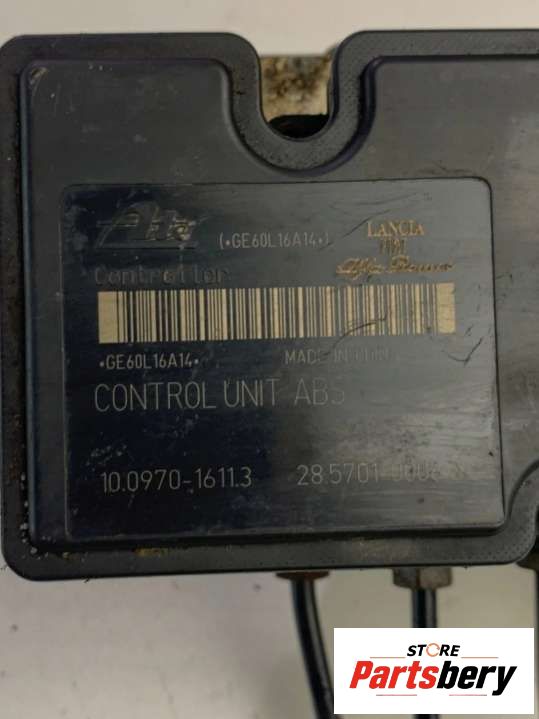 Ate (•GE60L16A14•) LANCIA
FIAT
Controller Alfa Romeo
•GE60L16A14• MADE IN
CONTROL UNIT ABS
10.0970-1611.3 28.5701-
STORE
Partsbery